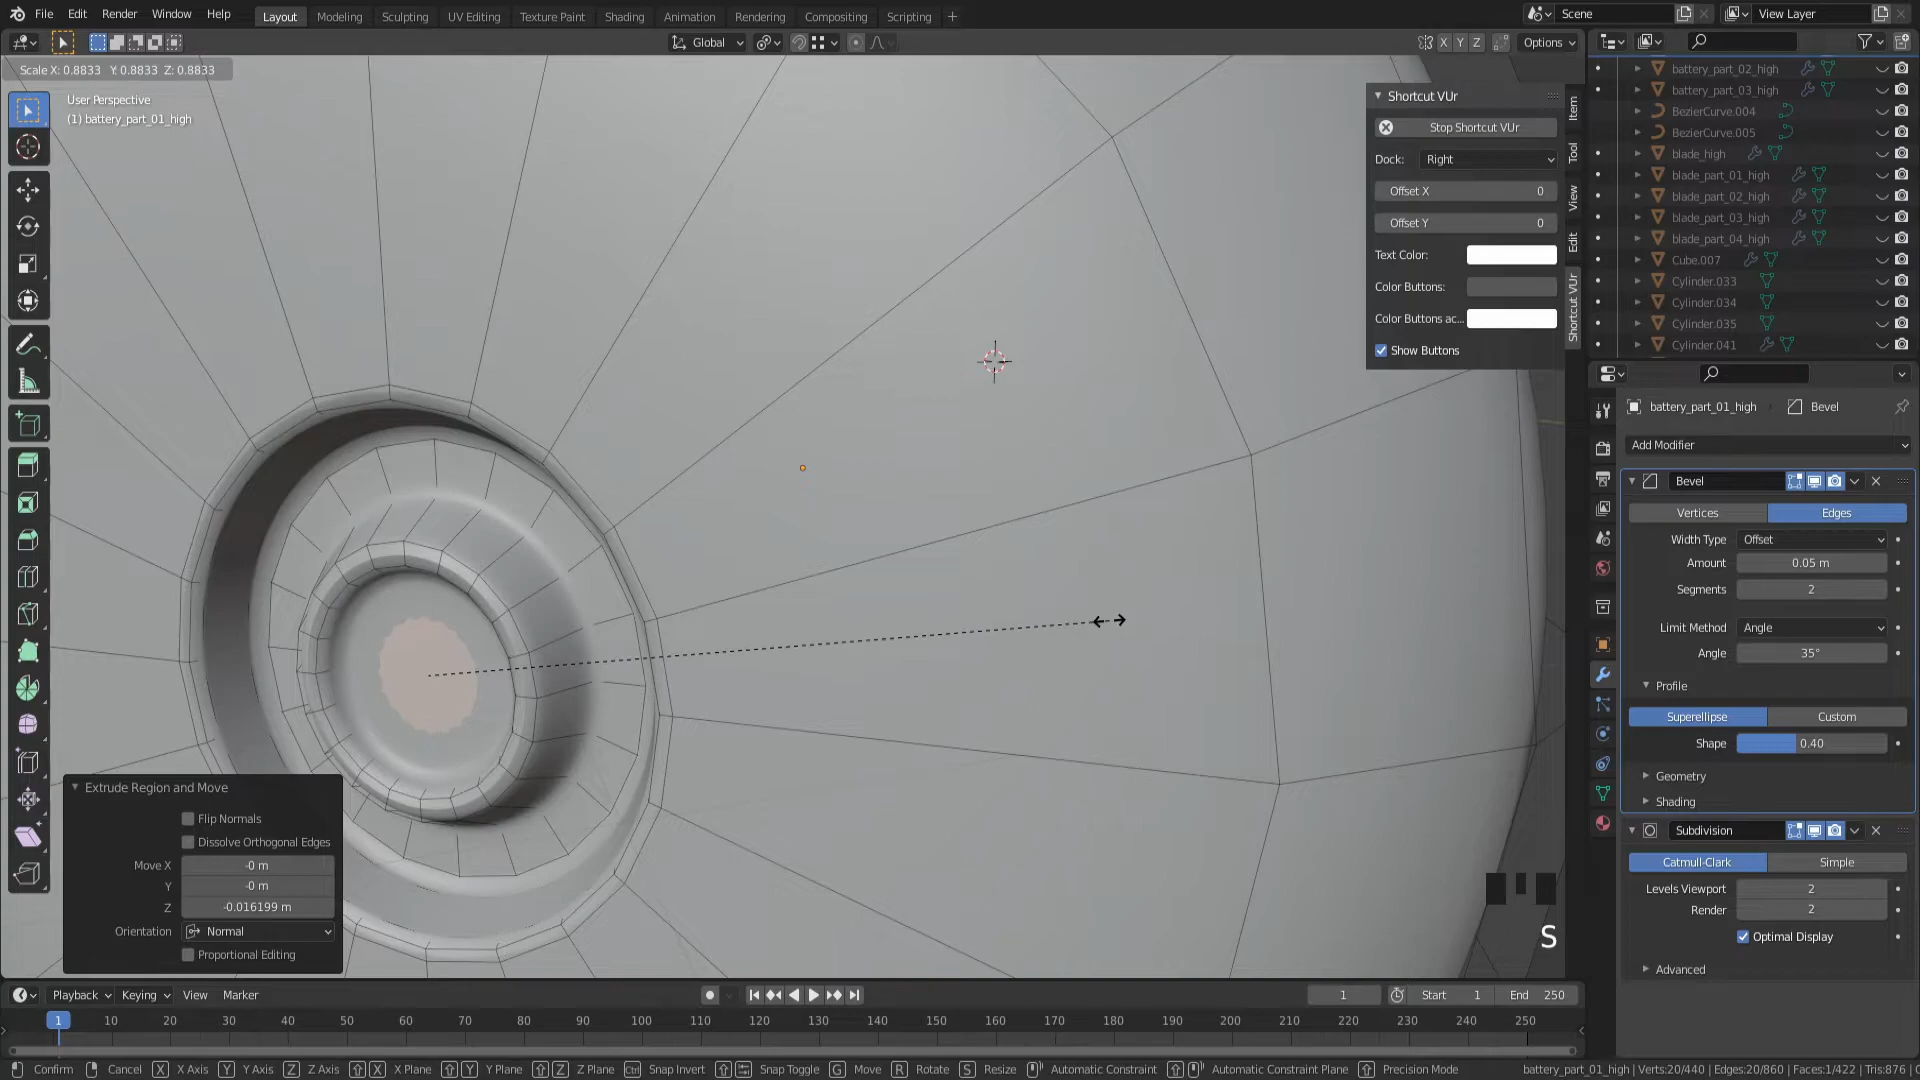 File Edit Render Window Help
Layout Modeling Sculpting UV Editing Texture Paint Shading Animation Rendering Compositing Scripting +
Scene View Layer
Global X Y Z Options
Scale X: 0.8833 Y: 0.8833 Z: 0.8833
User Perspective
(1) battery_part_01_high
Shortcut VUr
Stop Shortcut VUr
Dock: Right
Offset X 0
Offset Y 0
Text Color:
Color Buttons:
Color Buttons ac...
Show Buttons
Item
Tool
View
Edit
Shortcut VUr
battery_part_02_high
battery_part_03_high
BezierCurve.004
BezierCurve.005
blade_high
blade_part_01_high
blade_part_02_high
blade_part_03_high
blade_part_04_high
Cube.007
Cylinder.033
Cylinder.034
Cylinder.035
Cylinder.041
battery_part_01_high Bevel
Add Modifier
Bevel
Vertices Edges
Width Type Offset
Amount 0.05 m
Segments 2
Limit Method Angle
Angle 35°
Profile
Superellipse Custom
Shape 0.40
Geometry
Shading
Subdivision
Catmull-Clark Simple
Levels Viewport 2
Render 2
Optimal Display
Advanced
Extrude Region and Move
Flip Normals
Dissolve Orthogonal Edges
Move X -0 m
Y -0 m
Z -0.016199 m
Orientation Normal
Proportional Editing
S
Playback Keying View Marker
1 Start 1 End 250
1 10 20 30 40 50 60 70 80 90 100 110 120 130 140 150 160 170 180 190 200 210 220 230 240 250
Confirm Cancel X X Axis Y Y Axis Z Z Axis X X Plane Y Y Plane Z Z Plane Ctrl Snap Invert Snap Toggle G Move R Rotate S Resize Automatic Constraint Automatic Constraint Plane Precision Mode battery_part_01_high | Verts:20/440 | Edges:20/860 | Faces:1/422 | Tris:876 |